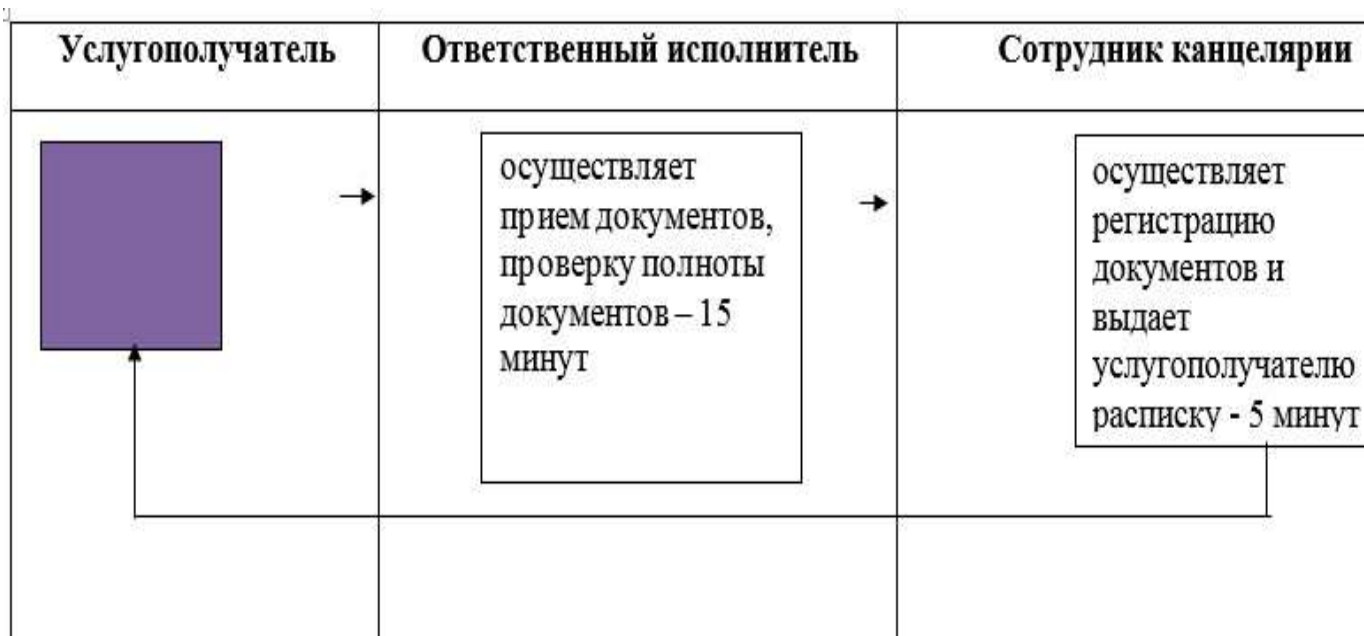 Услугополучатель
Ответственный исполнитель
Сотрудник канцелярии
осуществляет
прием документов,
проверку полноты
документов – 15
минут
осуществляет
регистрацию
документов и
выдает
услугополучателю
расписку - 5 минут